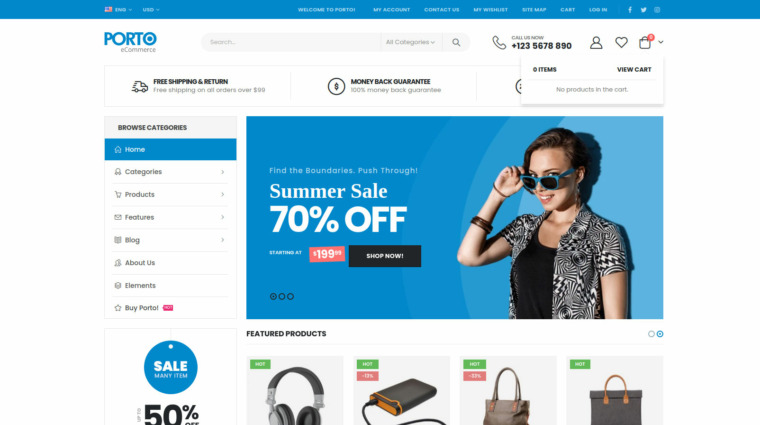 ENG
USD
WELCOME TO PORTO!
MY ACCOUNT
CONTACT US
MY WISHLIST
SITE MAP
CART
LOG IN
PORTO
eCommerce
Search...
All Categories
CALL US NOW
+123 5678 890
0
0 ITEMS
VIEW CART
No products in the cart.
FREE SHIPPING & RETURN
Free shipping on all orders over $99
MONEY BACK GUARANTEE
100% money back guarantee
BROWSE CATEGORIES
Home
Categories
Products
Features
Blog
About Us
Elements
Buy Porto!
HOT
Find the Boundaries. Push Through!
Summer Sale
70% OFF
STARTING AT
$199⁹⁹
SHOP NOW!
SALE
MANY ITEM
UP TO
50%
OFF
FEATURED PRODUCTS
HOT
HOT
-13%
HOT
HOT